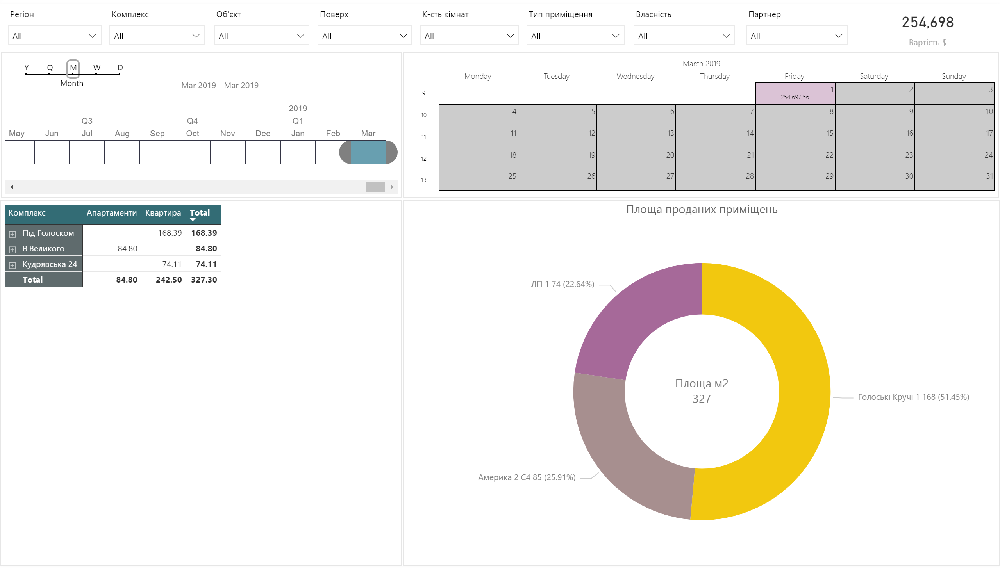 Регіон Комплекс Об'єкт Поверх К-сть кімнат Тип приміщення Власність Партнер
All All All All All All All All
254,698
Вартість $
Y Q M W D
Month
Mar 2019 - Mar 2019
2019
Q3 Q4 Q1
May Jun Jul Aug Sep Oct Nov Dec Jan Feb Mar
March 2019
Monday Tuesday Wednesday Thursday Friday Saturday Sunday
9 1 2 3
254,697.56
10 4 5 6 7 8 9 10
11 11 12 13 14 15 16 17
12 18 19 20 21 22 23 24
13 25 26 27 28 29 30 31
Комплекс Апартаменти Квартира Total
Під Голоском 168.39 168.39
В.Великого 84.80 84.80
Кудрявська 24 74.11 74.11
Total 84.80 242.50 327.30
Площа проданих приміщень
ЛП 1 74 (22.64%)
Площа м2
327
Голоські Кручі 1 168 (51.45%)
Америка 2 С4 85 (25.91%)